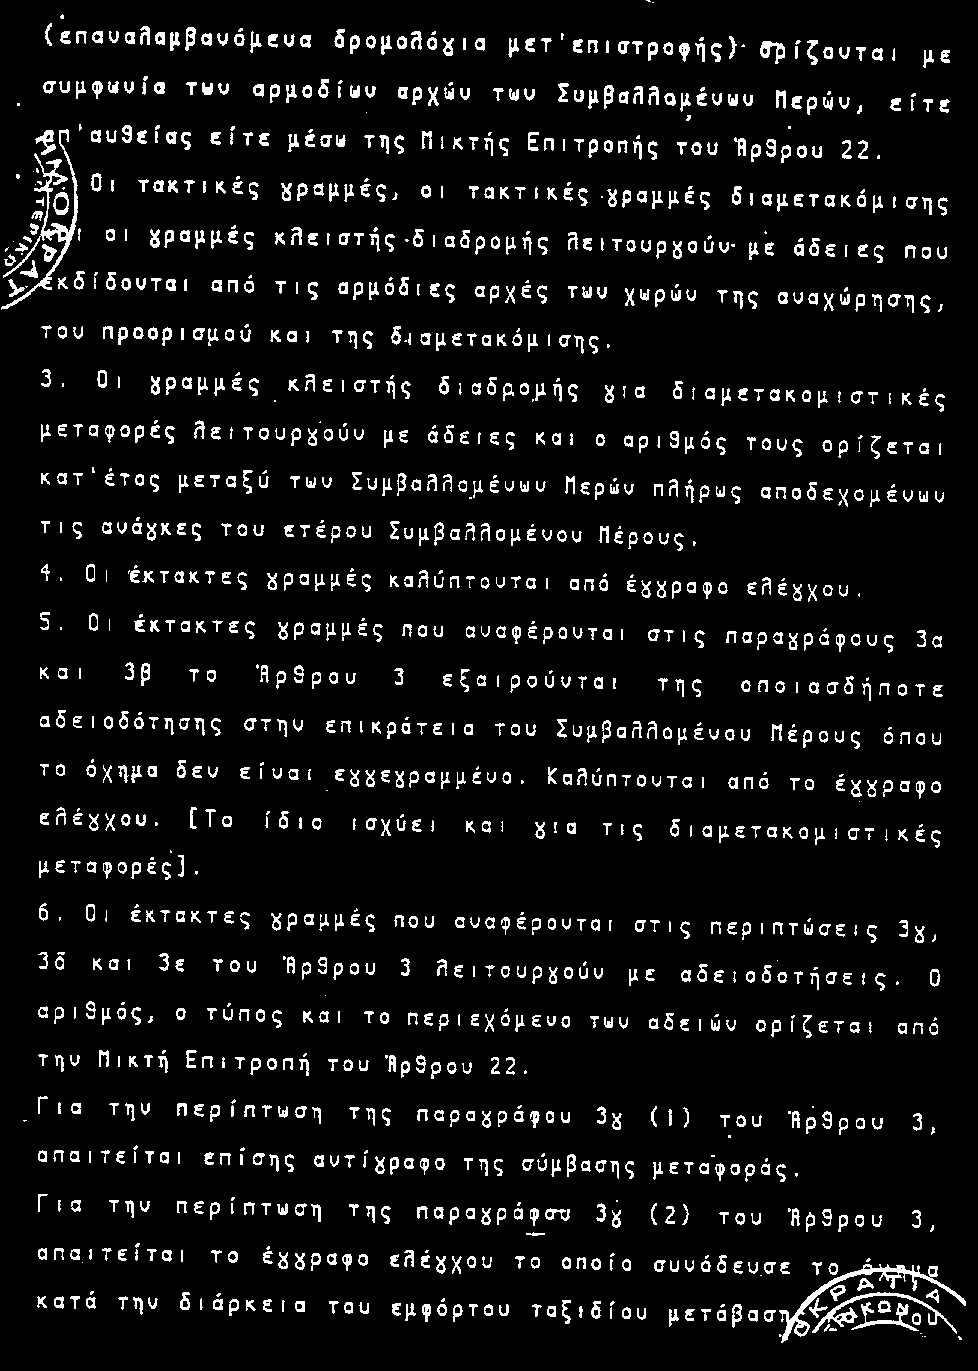 (επαναλαμβανόμενα δρομολόγια μετ'επιστροφής) ορίζονται με
συμφωνία των αρμοδίων αρχών των Συμβαλλομένων Μερών, είτε
απ'αυθείας είτε μέσω της Μικτής Επιτροπής του Άρθρου 22.
Οι τακτικές γραμμές, οι τακτικές γραμμές διαμετακόμισης
οι γραμμές κλειστής διαδρομής λειτουργούν με άδειες που
εκδίδονται από τις αρμόδιες αρχές των χωρών της αναχώρησης,
του προορισμού και της διαμετακόμισης.
3. Οι γραμμές κλειστής διαδρομής για διαμετακομιστικές
μεταφορές λειτουργούν με άδειες και ο αριθμός τους ορίζεται
κατ'έτος μεταξύ των Συμβαλλομένων Μερών πλήρως αποδεχομένων
τις ανάγκες του ετέρου Συμβαλλομένου Μέρους.
4. Οι έκτακτες γραμμές καλύπτονται από έγγραφο ελέγχου.
5. Οι έκτακτες γραμμές που αναφέρονται στις παραγράφους 3α
και 3β το Άρθρου 3 εξαιρούνται της οποιασδήποτε
αδειοδότησης στην επικράτεια του Συμβαλλομένου Μέρους όπου
το όχημα δεν είναι εγγεγραμμένο. Καλύπτονται από το έγγραφο
ελέγχου. [Το ίδιο ισχύει και για τις διαμετακομιστικές
μεταφορές].
6. Οι έκτακτες γραμμές που αναφέρονται στις περιπτώσεις 3γ,
3δ και 3ε του Άρθρου 3 λειτουργούν με αδειοδοτήσεις. Ο
αριθμός, ο τύπος και το περιεχόμενο των αδειών ορίζεται από
την Μικτή Επιτροπή του Άρθρου 22.
Για την περίπτωση της παραγράφου 3γ (1) του Άρθρου 3,
απαιτείται επίσης αντίγραφο της σύμβασης μεταφοράς.
Για την περίπτωση της παραγράφου 3γ (2) του Άρθρου 3,
απαιτείται το έγγραφο ελέγχου το οποίο συνόδευσε το όχημα
κατά την διάρκεια του εμφόρτου ταξιδίου μετάβασης